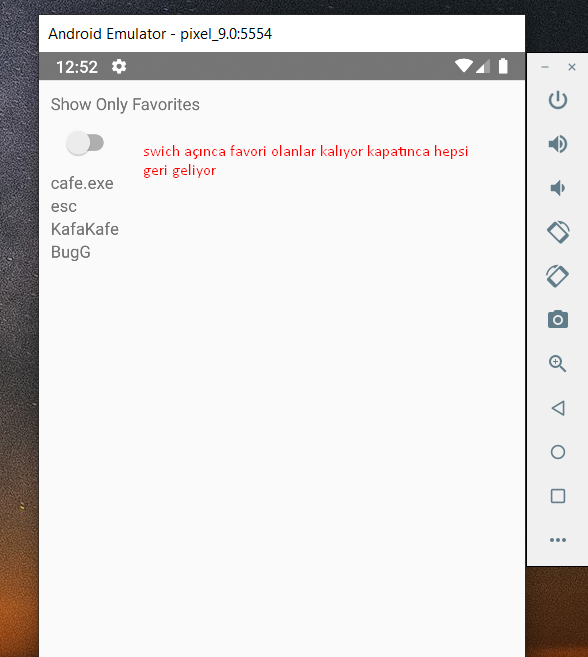 Android Emulator - pixel_9.0:5554
12:52
Show Only Favorites
swich açınca favori olanlar kalıyor kapatınca hepsi
geri geliyor
cafe.exe
esc
KafaKafe
BugG